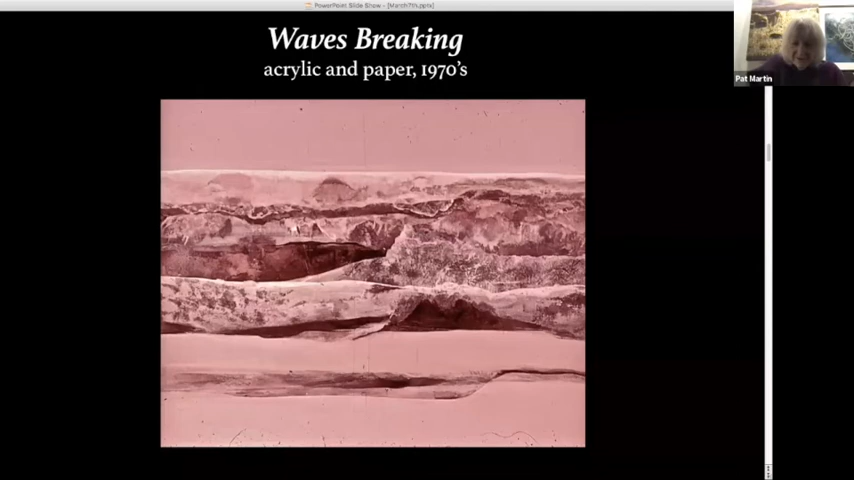 PowerPoint Slide Show - [March7th.pptx]
Waves Breaking
acrylic and paper, 1970's
Pat Martin